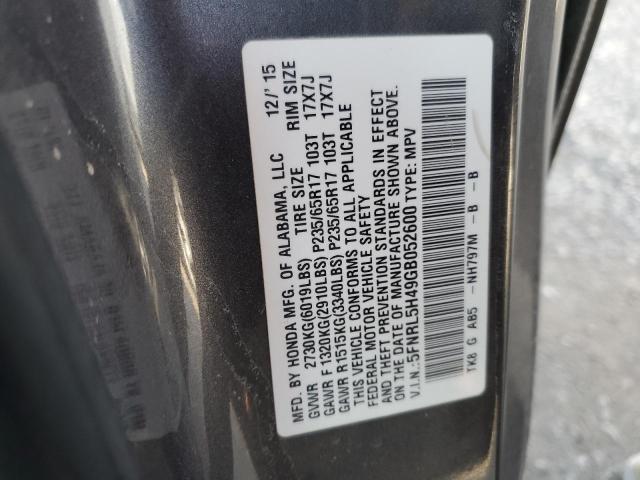 MFD. BY HONDA MFG. OF ALABAMA, LLC 12/'15
GVWR 2730KG(6019LBS) TIRE SIZE RIM SIZE
GAWR F 1320KG(2910LBS) P235/65R17 103T 17X7J
GAWR R1515KG(3340LBS) P235/65R17 103T 17X7J
THIS VEHICLE CONFORMS TO ALL APPLICABLE
FEDERAL MOTOR VEHICLE SAFETY
AND THEFT PREVENTION STANDARDS IN EFFECT
ON THE DATE OF MANUFACTURE SHOWN ABOVE.
V.I.N.:5FNRL5H49GB052600 TYPE: MPV
TK8 G AB5 -NH797M -B -B